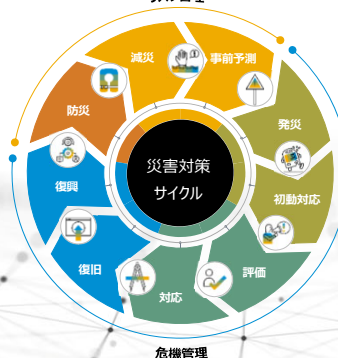 減災
事前予測
防災
発災
災害対策
サイクル
復興
初動対応
復旧
評価
対応
危機管理